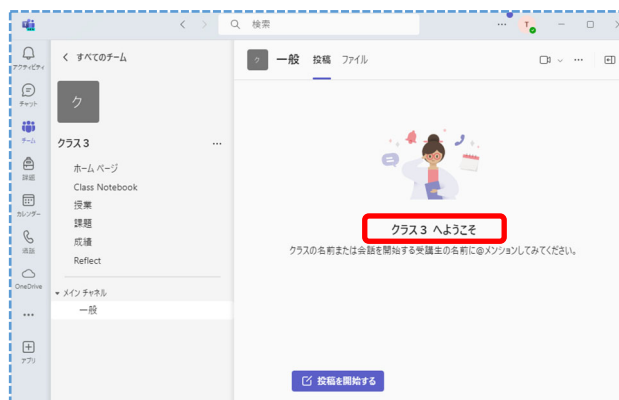 検索
T
アクティビティ
チャット
チーム
課題
カレンダー
通話
OneDrive
アプリ
すべてのチーム
ク
クラス 3
ホーム ページ
Class Notebook
授業
課題
成績
Reflect
メイン チャネル
一般
ク
一般 投稿 ファイル
クラス 3 へようこそ
クラスの名前または会話を開始する受講生の名前に@メンションしてみてください。
投稿を開始する